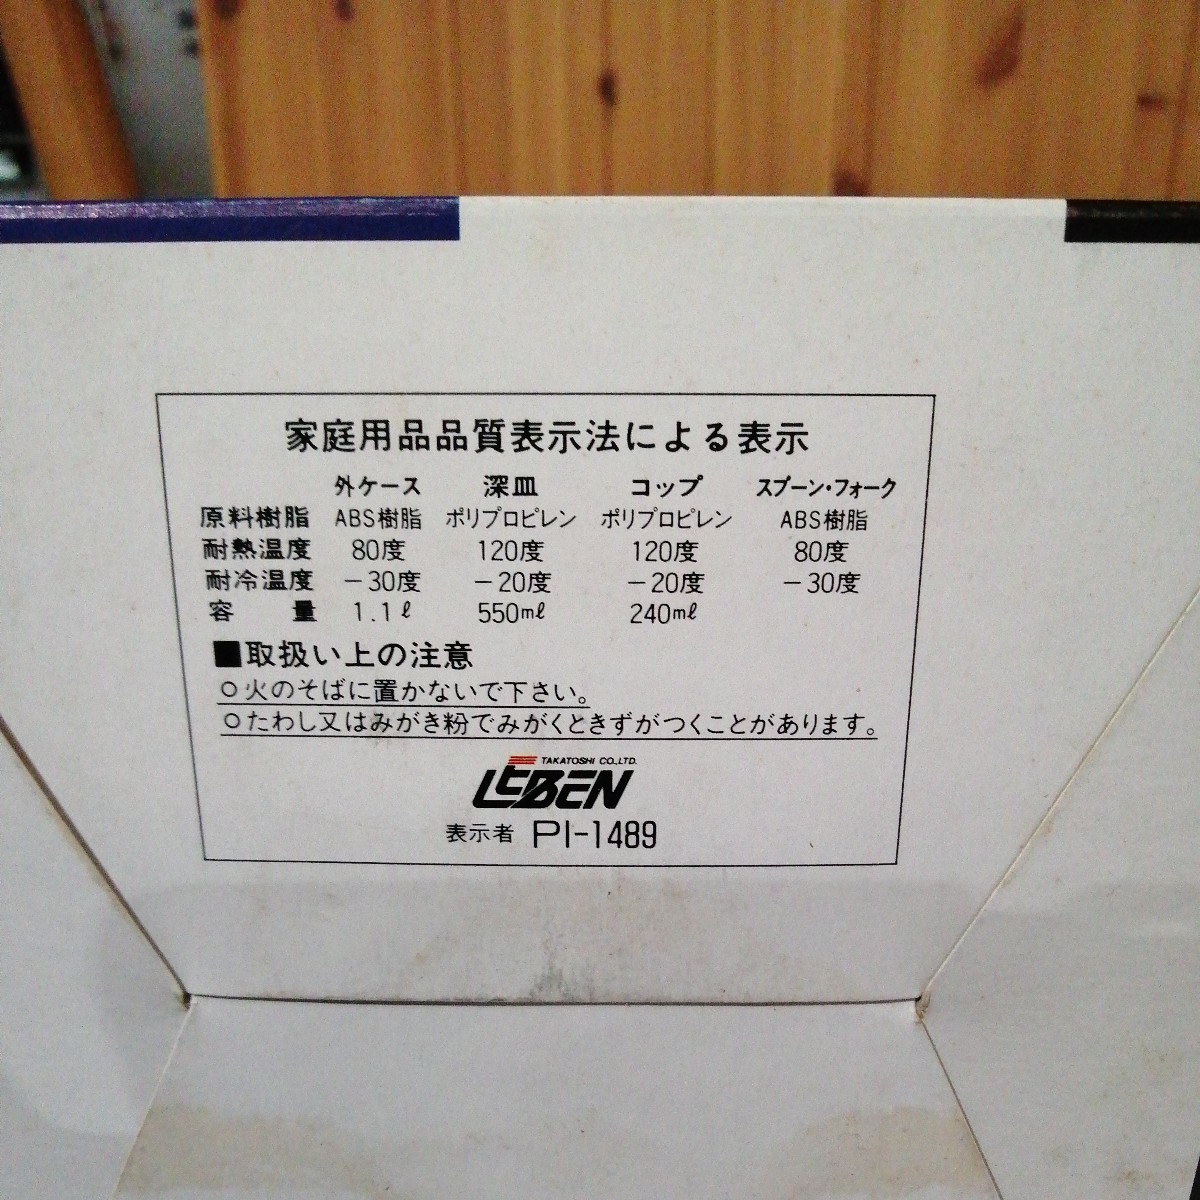 家庭用品品質表示法による表示
外ケース 深皿 コップ スプーン・フォーク
原料樹脂 ABS樹脂 ポリプロピレン ポリプロピレン ABS樹脂
耐熱温度 80度 120度 120度 80度
耐冷温度 −30度 −20度 −20度 −30度
容量 1.1ℓ 550mℓ 240mℓ
■取扱い上の注意
○火のそばに置かないで下さい。
○たわし又はみがき粉でみがくときずがつくことがあります。
TAKATOSHI CO.,LTD.
LEBEN
表示者 PI-1489